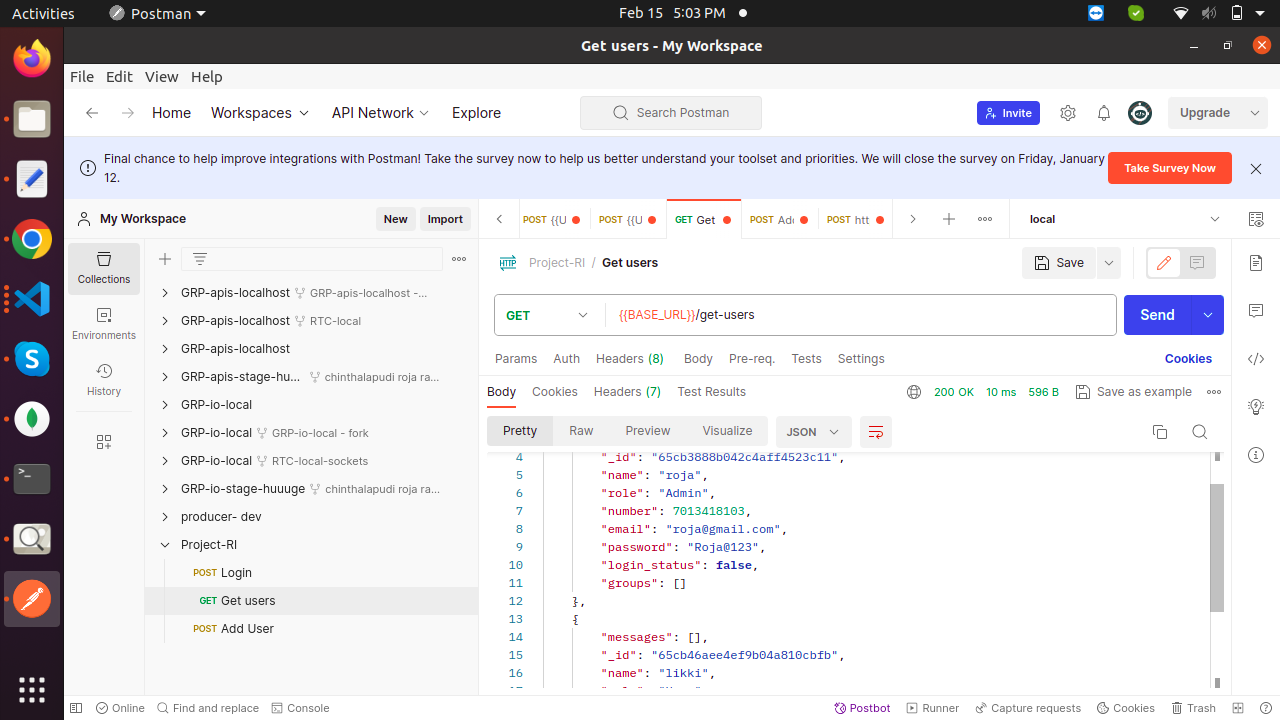 Activities
Postman
Feb 15 5:03 PM
Get users - My Workspace
File Edit View Help
Home Workspaces API Network Explore
Search Postman
Invite
Upgrade
Final chance to help improve integrations with Postman! Take the survey now to help us better understand your toolset and priorities. We will close the survey on Friday, January
12.
Take Survey Now
My Workspace
New
Import
POST {{U
POST {{U
GET Get
POST Add
POST htt
local
Collections
Environments
History
GRP-apis-localhost GRP-apis-localhost -...
GRP-apis-localhost RTC-local
GRP-apis-localhost
GRP-apis-stage-hu... chinthalapudi roja ra...
GRP-io-local
GRP-io-local GRP-io-local - fork
GRP-io-local RTC-local-sockets
GRP-io-stage-huuuge chinthalapudi roja ra...
producer- dev
Project-RI
POST Login
GET Get users
POST Add User
HTTP Project-RI / Get users
Save
GET
{{BASE_URL}}/get-users
Send
Params Auth Headers (8) Body Pre-req. Tests Settings
Cookies
Body Cookies Headers (7) Test Results
200 OK 10 ms 596 B Save as example
Pretty Raw Preview Visualize
JSON
4 "_id": "65cb3888b042c4aff4523c11",
5 "name": "roja",
6 "role": "Admin",
7 "number": 7013418103,
8 "email": "roja@gmail.com",
9 "password": "Roja@123",
10 "login_status": false,
11 "groups": []
12 },
13 {
14 "messages": [],
15 "_id": "65cb46aee4ef9b04a810cbfb",
16 "name": "likki",
Online Find and replace Console
Postbot Runner Capture requests Cookies Trash